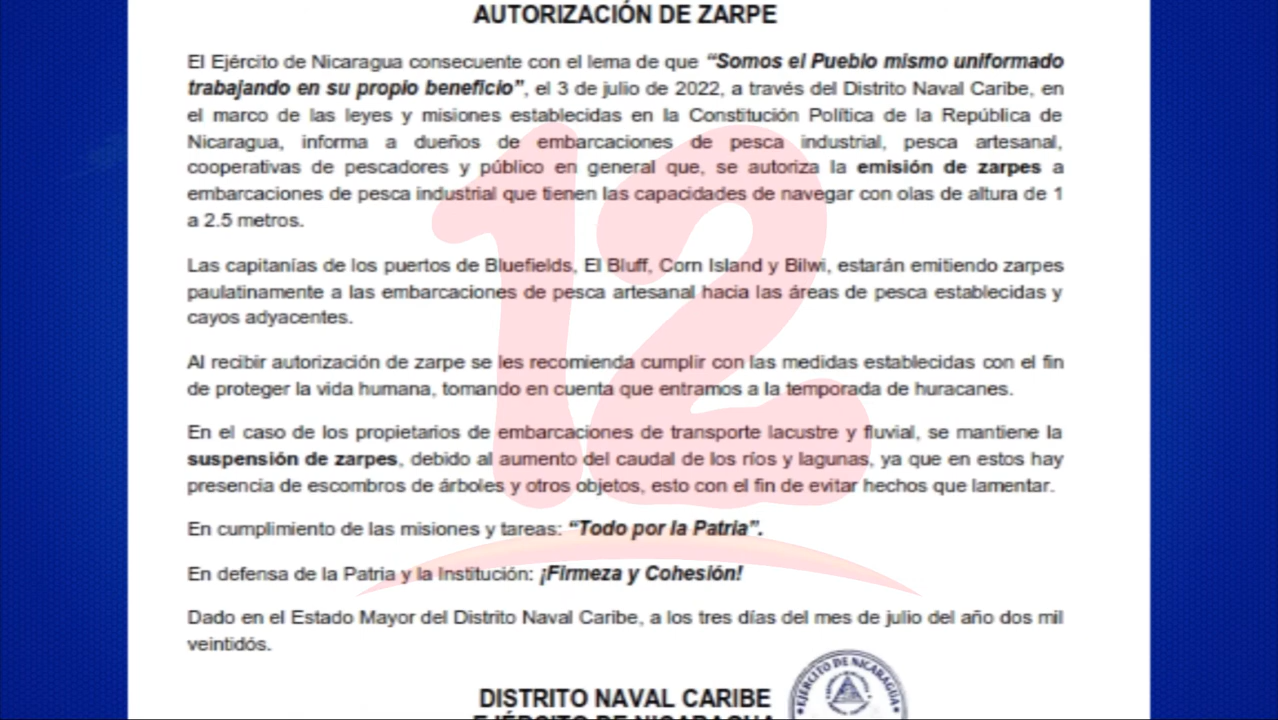 AUTORIZACIÓN DE ZARPE
El Ejército de Nicaragua consecuente con el lema de que “Somos el Pueblo mismo uniformado
trabajando en su propio beneficio”, el 3 de julio de 2022, a través del Distrito Naval Caribe, en
el marco de las leyes y misiones establecidas en la Constitución Política de la República de
Nicaragua, informa a dueños de embarcaciones de pesca industrial, pesca artesanal,
cooperativas de pescadores y público en general que, se autoriza la emisión de zarpes a
embarcaciones de pesca industrial que tienen las capacidades de navegar con olas de altura de 1
a 2.5 metros.
Las capitanías de los puertos de Bluefields, El Bluff, Corn Island y Bilwi, estarán emitiendo zarpes
paulatinamente a las embarcaciones de pesca artesanal hacia las áreas de pesca establecidas y
cayos adyacentes.
Al recibir autorización de zarpe se les recomienda cumplir con las medidas establecidas con el fin
de proteger la vida humana, tomando en cuenta que entramos a la temporada de huracanes.
En el caso de los propietarios de embarcaciones de transporte lacustre y fluvial, se mantiene la
suspensión de zarpes, debido al aumento del caudal de los ríos y lagunas, ya que en estos hay
presencia de escombros de árboles y otros objetos, esto con el fin de evitar hechos que lamentar.
En cumplimiento de las misiones y tareas: “Todo por la Patria”.
En defensa de la Patria y la Institución: ¡Firmeza y Cohesión!
Dado en el Estado Mayor del Distrito Naval Caribe, a los tres días del mes de julio del año dos mil
veintidós.
DISTRITO NAVAL CARIBE
EJÉRCITO DE NICARAGUA
EJÉRCITO DE NICARAGUA
12